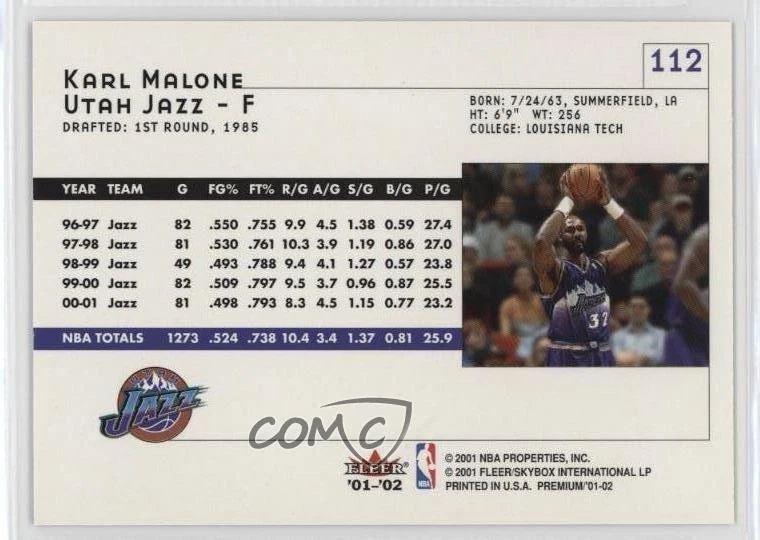 112
KARL MALONE
UTAH JAZZ - F
DRAFTED: 1ST ROUND, 1985
BORN: 7/24/63, SUMMERFIELD, LA
HT: 6'9" WT: 256
COLLEGE: LOUISIANA TECH
YEAR TEAM G FG% FT% R/G A/G S/G B/G P/G
96-97 Jazz 82 .550 .755 9.9 4.5 1.38 0.59 27.4
97-98 Jazz 81 .530 .761 10.3 3.9 1.19 0.86 27.0
98-99 Jazz 49 .493 .788 9.4 4.1 1.27 0.57 23.8
99-00 Jazz 82 .509 .797 9.5 3.7 0.96 0.87 25.5
00-01 Jazz 81 .498 .793 8.3 4.5 1.15 0.77 23.2
NBA TOTALS 1273 .524 .738 10.4 3.4 1.37 0.81 25.9
32
UTAH
JAZZ
COMC
FLEER
'01-'02
NBA
© 2001 NBA PROPERTIES, INC.
© 2001 FLEER/SKYBOX INTERNATIONAL LP
PRINTED IN U.S.A. PREMIUM/'01-02